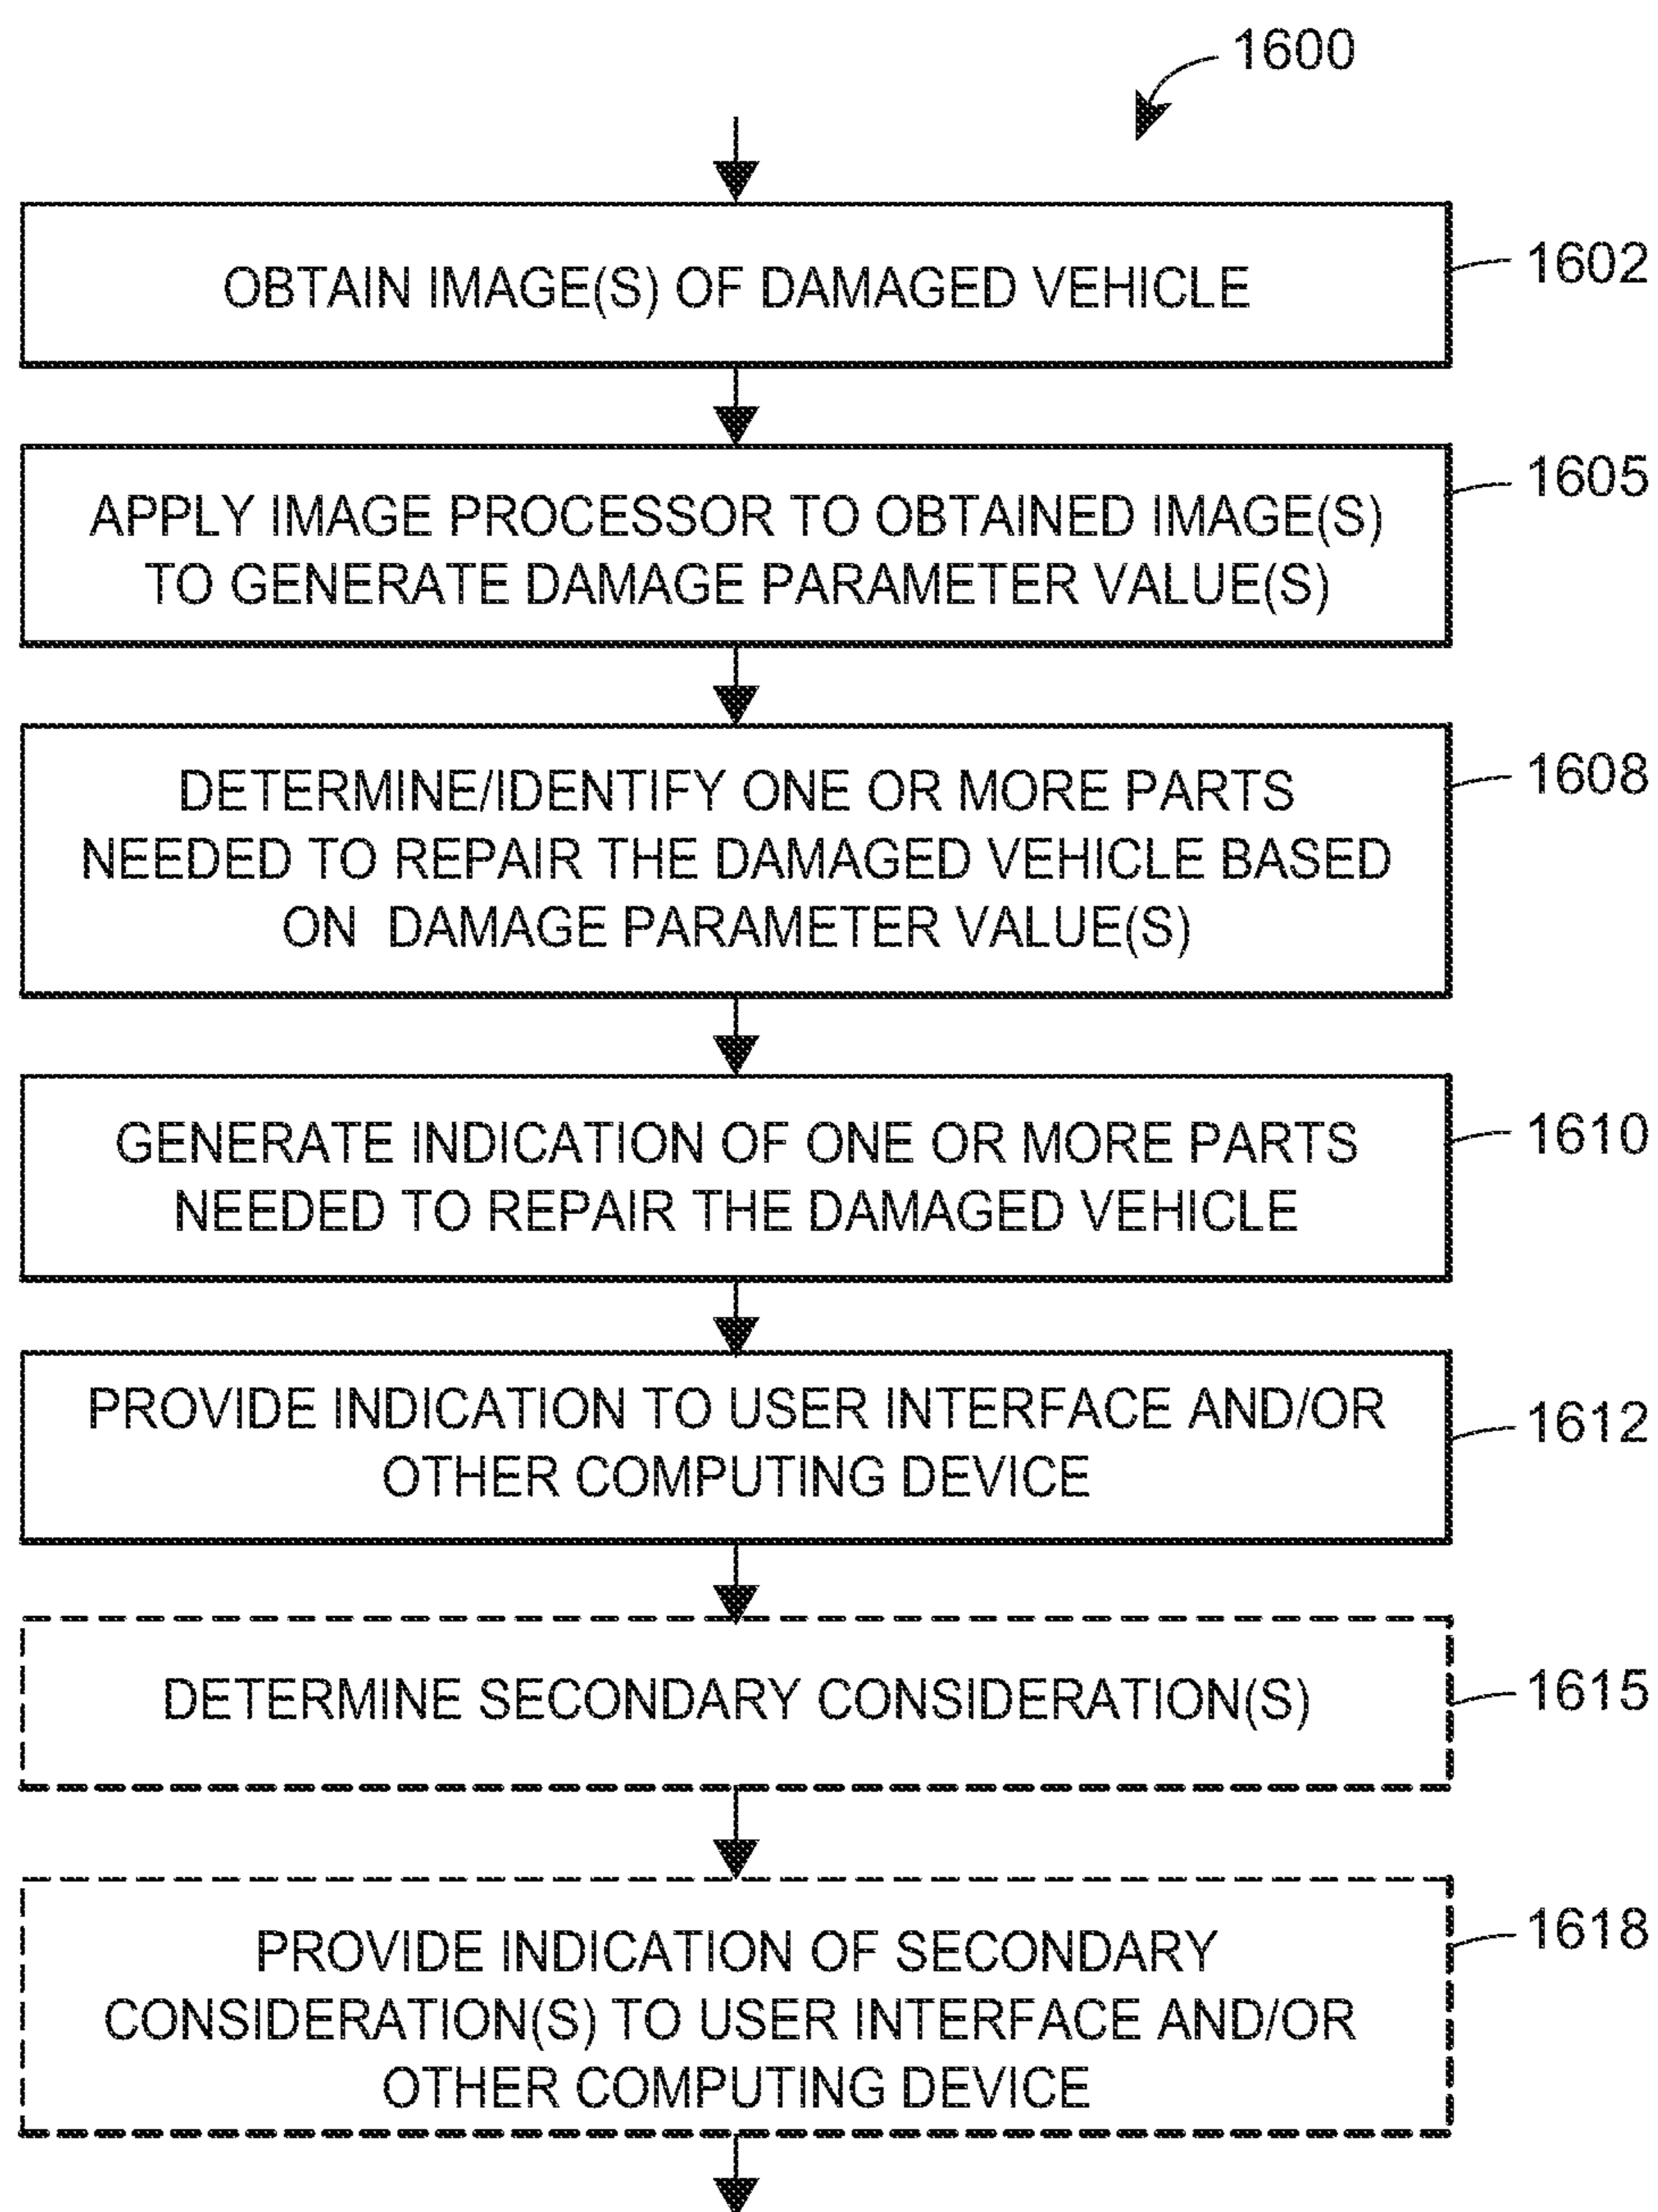 1600
OBTAIN IMAGE(S) OF DAMAGED VEHICLE
1602
APPLY IMAGE PROCESSOR TO OBTAINED IMAGE(S)
TO GENERATE DAMAGE PARAMETER VALUE(S)
1605
DETERMINE/IDENTIFY ONE OR MORE PARTS
NEEDED TO REPAIR THE DAMAGED VEHICLE BASED
ON DAMAGE PARAMETER VALUE(S)
1608
GENERATE INDICATION OF ONE OR MORE PARTS
NEEDED TO REPAIR THE DAMAGED VEHICLE
1610
PROVIDE INDICATION TO USER INTERFACE AND/OR
OTHER COMPUTING DEVICE
1612
DETERMINE SECONDARY CONSIDERATION(S)
1615
PROVIDE INDICATION OF SECONDARY
CONSIDERATION(S) TO USER INTERFACE AND/OR
OTHER COMPUTING DEVICE
1618